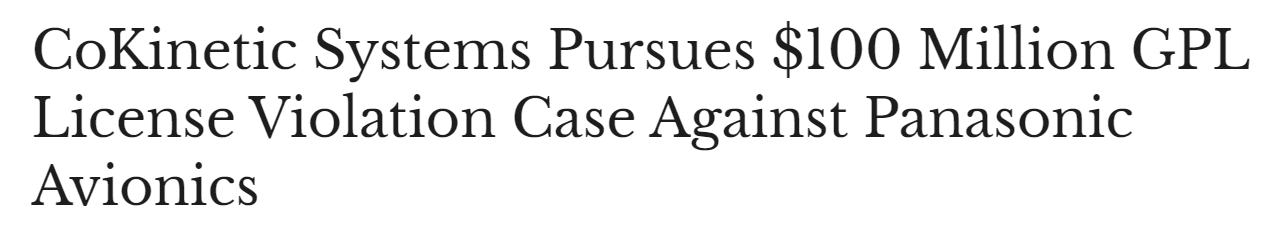 CoKinetic Systems Pursues $100 Million GPL
License Violation Case Against Panasonic
Avionics